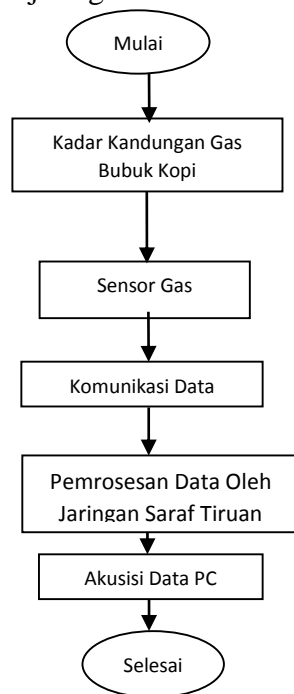 Mulai
Kadar Kandungan Gas
Bubuk Kopi
Sensor Gas
Komunikasi Data
Pemrosesan Data Oleh
Jaringan Saraf Tiruan
Akusisi Data PC
Selesai